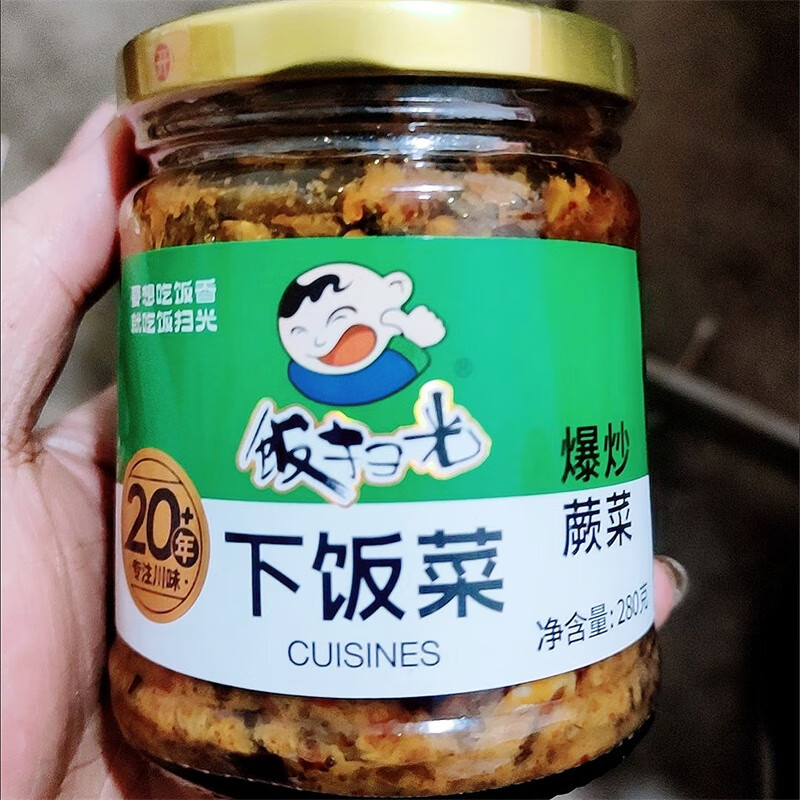 要想吃饭香
就吃饭扫光
®
饭扫光
爆炒
蕨菜
20+年
专注川味
下饭菜
CUISINES
净含量:280克